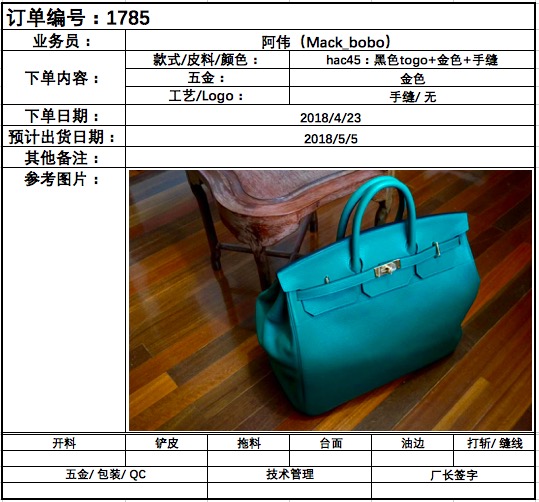 订单编号：1785
业务员： 阿伟（Mack_bobo）
下单内容： 款式/皮料/颜色： hac45：黑色togo+金色+手缝
五金： 金色
工艺/Logo： 手缝/ 无
下单日期： 2018/4/23
预计出货日期： 2018/5/5
其他备注：
参考图片：
开料 铲皮 拖料 台面 油边 打斩/ 缝线
五金/ 包装/ QC 技术管理 厂长签字